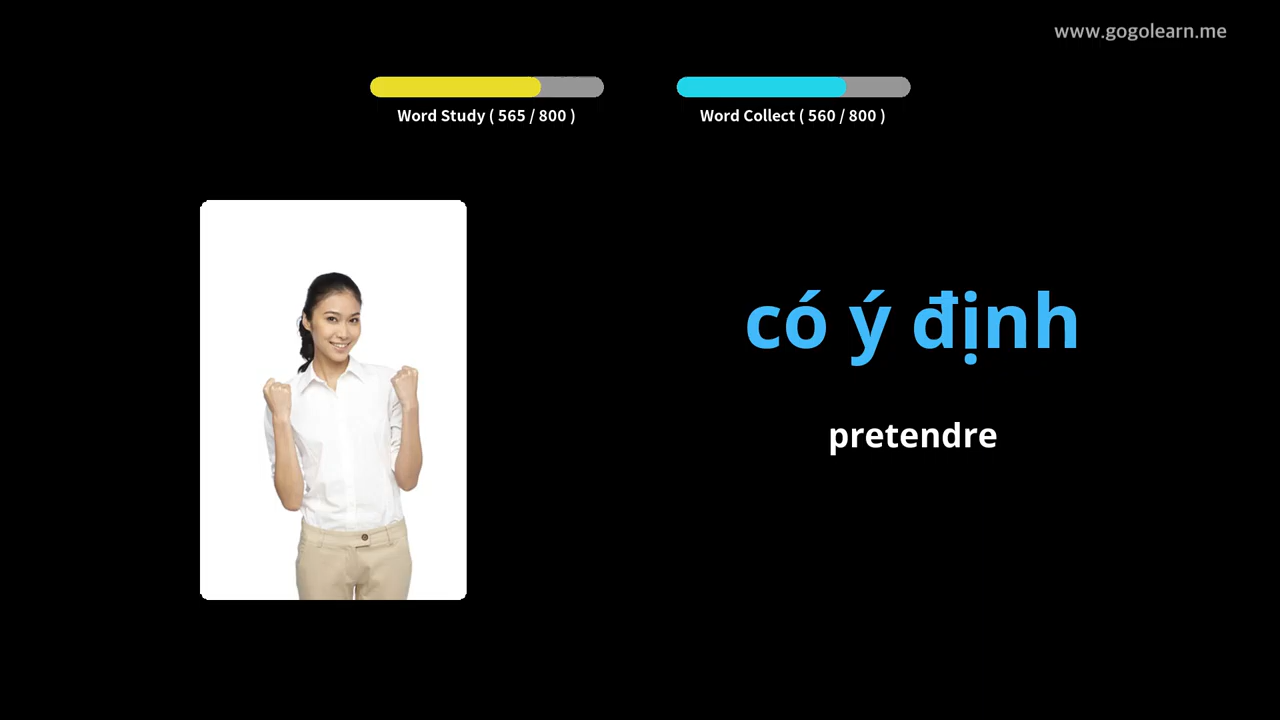 www.gogolearn.me
Word Study ( 565 / 800 )
Word Collect ( 560 / 800 )
có ý định
pretendre